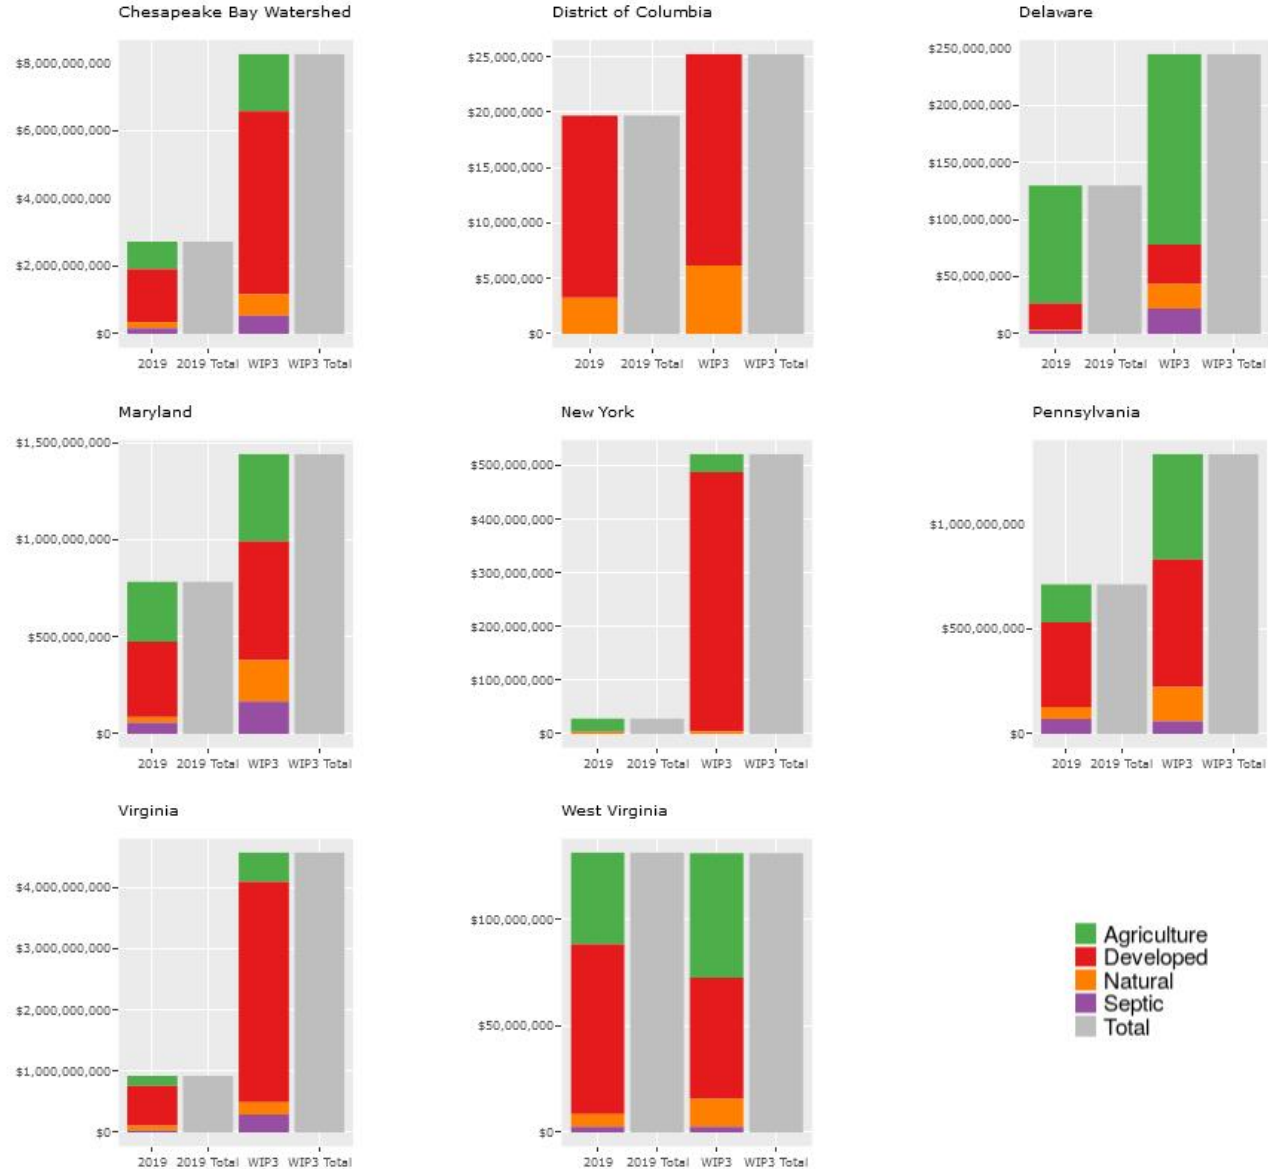 Chesapeake Bay Watershed
$8,000,000,000
$6,000,000,000
$4,000,000,000
$2,000,000,000
$0
2019 2019 Total WIP3 WIP3 Total
District of Columbia
$25,000,000
$20,000,000
$15,000,000
$10,000,000
$5,000,000
$0
2019 2019 Total WIP3 WIP3 Total
Delaware
$250,000,000
$200,000,000
$150,000,000
$100,000,000
$50,000,000
$0
2019 2019 Total WIP3 WIP3 Total
Maryland
$1,500,000,000
$1,000,000,000
$500,000,000
$0
2019 2019 Total WIP3 WIP3 Total
New York
$500,000,000
$400,000,000
$300,000,000
$200,000,000
$100,000,000
$0
2019 2019 Total WIP3 WIP3 Total
Pennsylvania
$1,000,000,000
$500,000,000
$0
2019 2019 Total WIP3 WIP3 Total
Virginia
$4,000,000,000
$3,000,000,000
$2,000,000,000
$1,000,000,000
$0
2019 2019 Total WIP3 WIP3 Total
West Virginia
$100,000,000
$50,000,000
$0
2019 2019 Total WIP3 WIP3 Total
Agriculture
Developed
Natural
Septic
Total